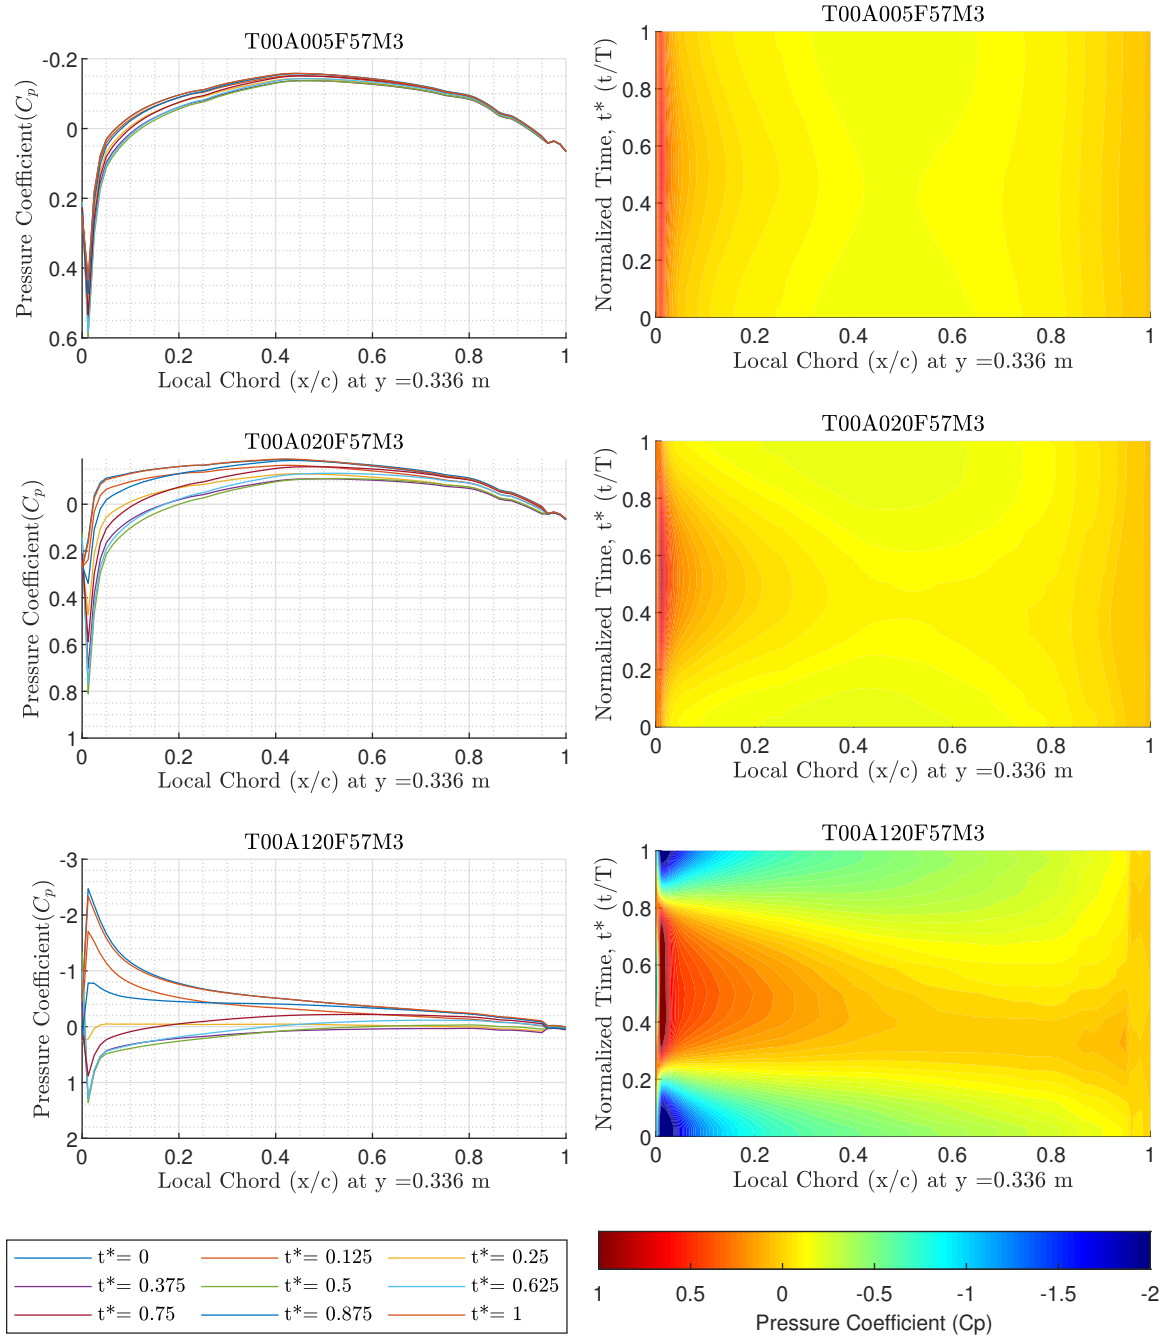 T00A005F57M3
-0.2
0
0.2
0.4
0.6
Pressure Coefficient(Cp)
0 0.2 0.4 0.6 0.8 1
Local Chord (x/c) at y =0.336 m
T00A005F57M3
1
0.8
0.6
0.4
0.2
0
Normalized Time, t* (t/T)
0 0.2 0.4 0.6 0.8 1
Local Chord (x/c) at y =0.336 m
T00A020F57M3
0
0.2
0.4
0.6
0.8
1
Pressure Coefficient(Cp)
0 0.2 0.4 0.6 0.8 1
Local Chord (x/c) at y =0.336 m
T00A020F57M3
1
0.8
0.6
0.4
0.2
0
Normalized Time, t* (t/T)
0 0.2 0.4 0.6 0.8 1
Local Chord (x/c) at y =0.336 m
T00A120F57M3
-3
-2
-1
0
1
2
Pressure Coefficient(Cp)
0 0.2 0.4 0.6 0.8 1
Local Chord (x/c) at y =0.336 m
T00A120F57M3
1
0.8
0.6
0.4
0.2
0
Normalized Time, t* (t/T)
0 0.2 0.4 0.6 0.8 1
Local Chord (x/c) at y =0.336 m
t*= 0 t*= 0.125 t*= 0.25
t*= 0.375 t*= 0.5 t*= 0.625
t*= 0.75 t*= 0.875 t*= 1
1 0.5 0 -0.5 -1 -1.5 -2
Pressure Coefficient (Cp)